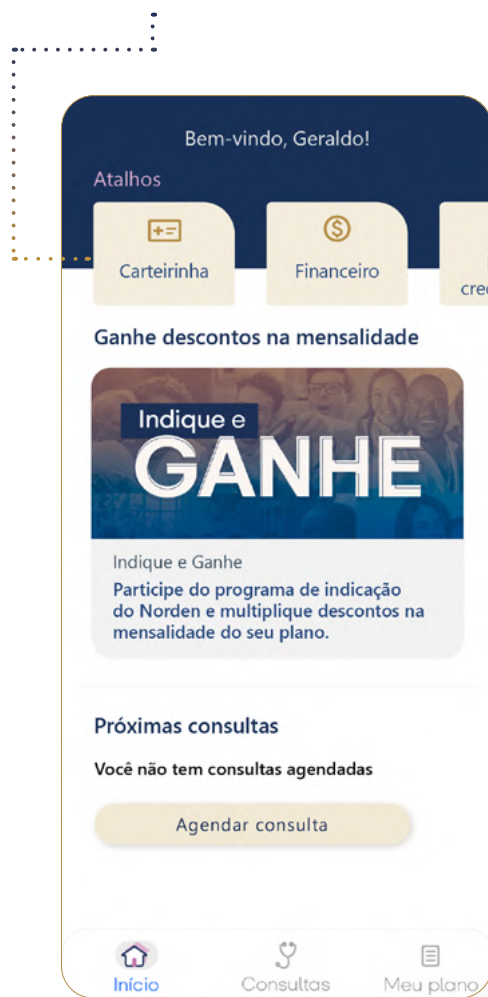 Bem-vindo, Geraldo!
Atalhos
Carteirinha
Financeiro
Ganhe descontos na mensalidade
Indique e
GANHE
Indique e Ganhe
Participe do programa de indicação
do Norden e multiplique descontos na
mensalidade do seu plano.
Próximas consultas
Você não tem consultas agendadas
Agendar consulta
Início
Consultas
Meu plano